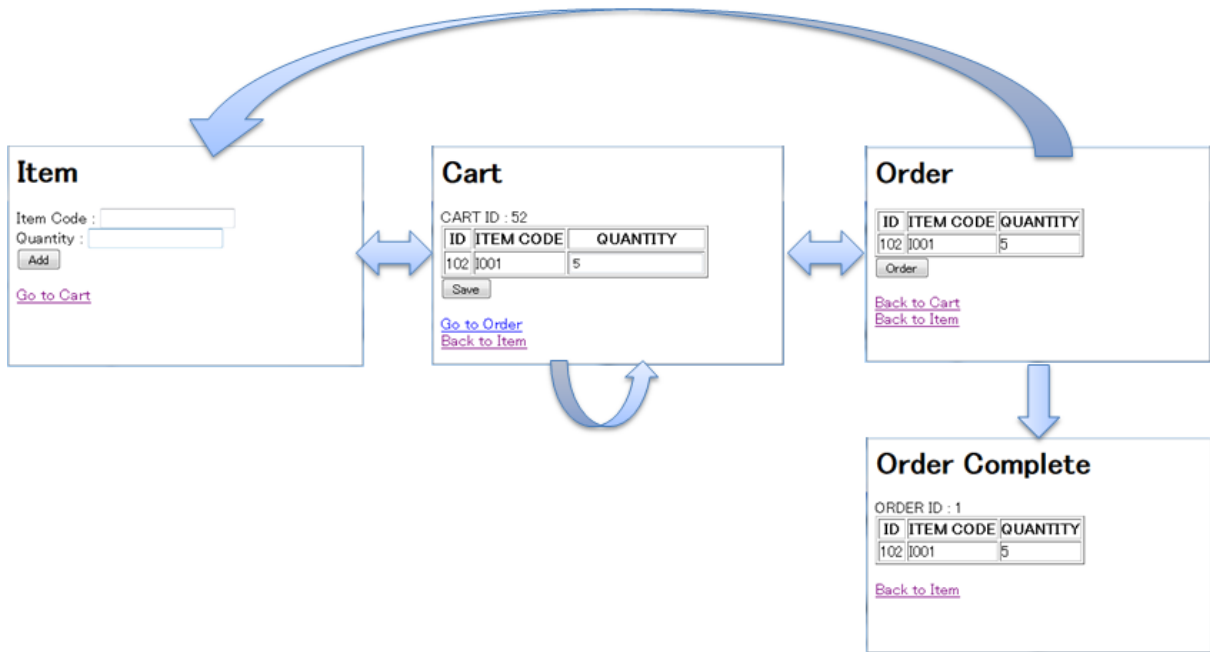 Item
Item Code :
Quantity :
Add
Go to Cart
Cart
CART ID : 52
ID ITEM CODE QUANTITY
102 I001 5
Save
Go to Order
Back to Item
Order
ID ITEM CODE QUANTITY
102 I001 5
Order
Back to Cart
Back to Item
Order Complete
ORDER ID : 1
ID ITEM CODE QUANTITY
102 I001 5
Back to Item